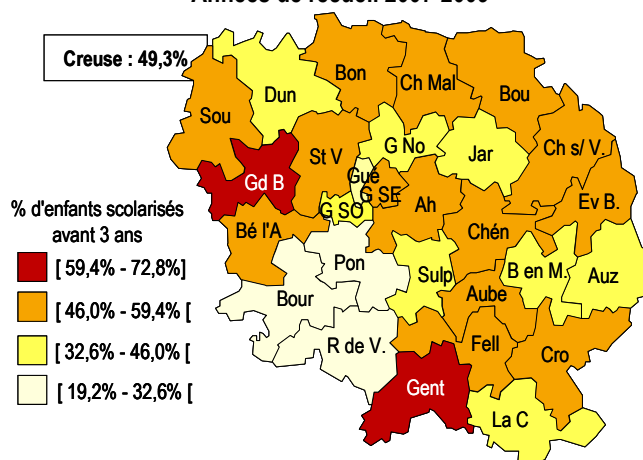 Creuse : 49,3%
Bon
Ch Mal
Bou
Dun
Sou
G No
Jar
Ch s/ V.
St V
Gué
Gd B
G SE
G SO
Ah
Ev B.
Bé l'A
Chén
% d'enfants scolarisés
avant 3 ans
Pon
Sulp
B en M.
Auz
[ 59,4% - 72,8%]
Bour
Aube
[ 46,0% - 59,4% [
R de V.
Fell
Cro
[ 32,6% - 46,0% [
Gent
[ 19,2% - 32,6% [
La C